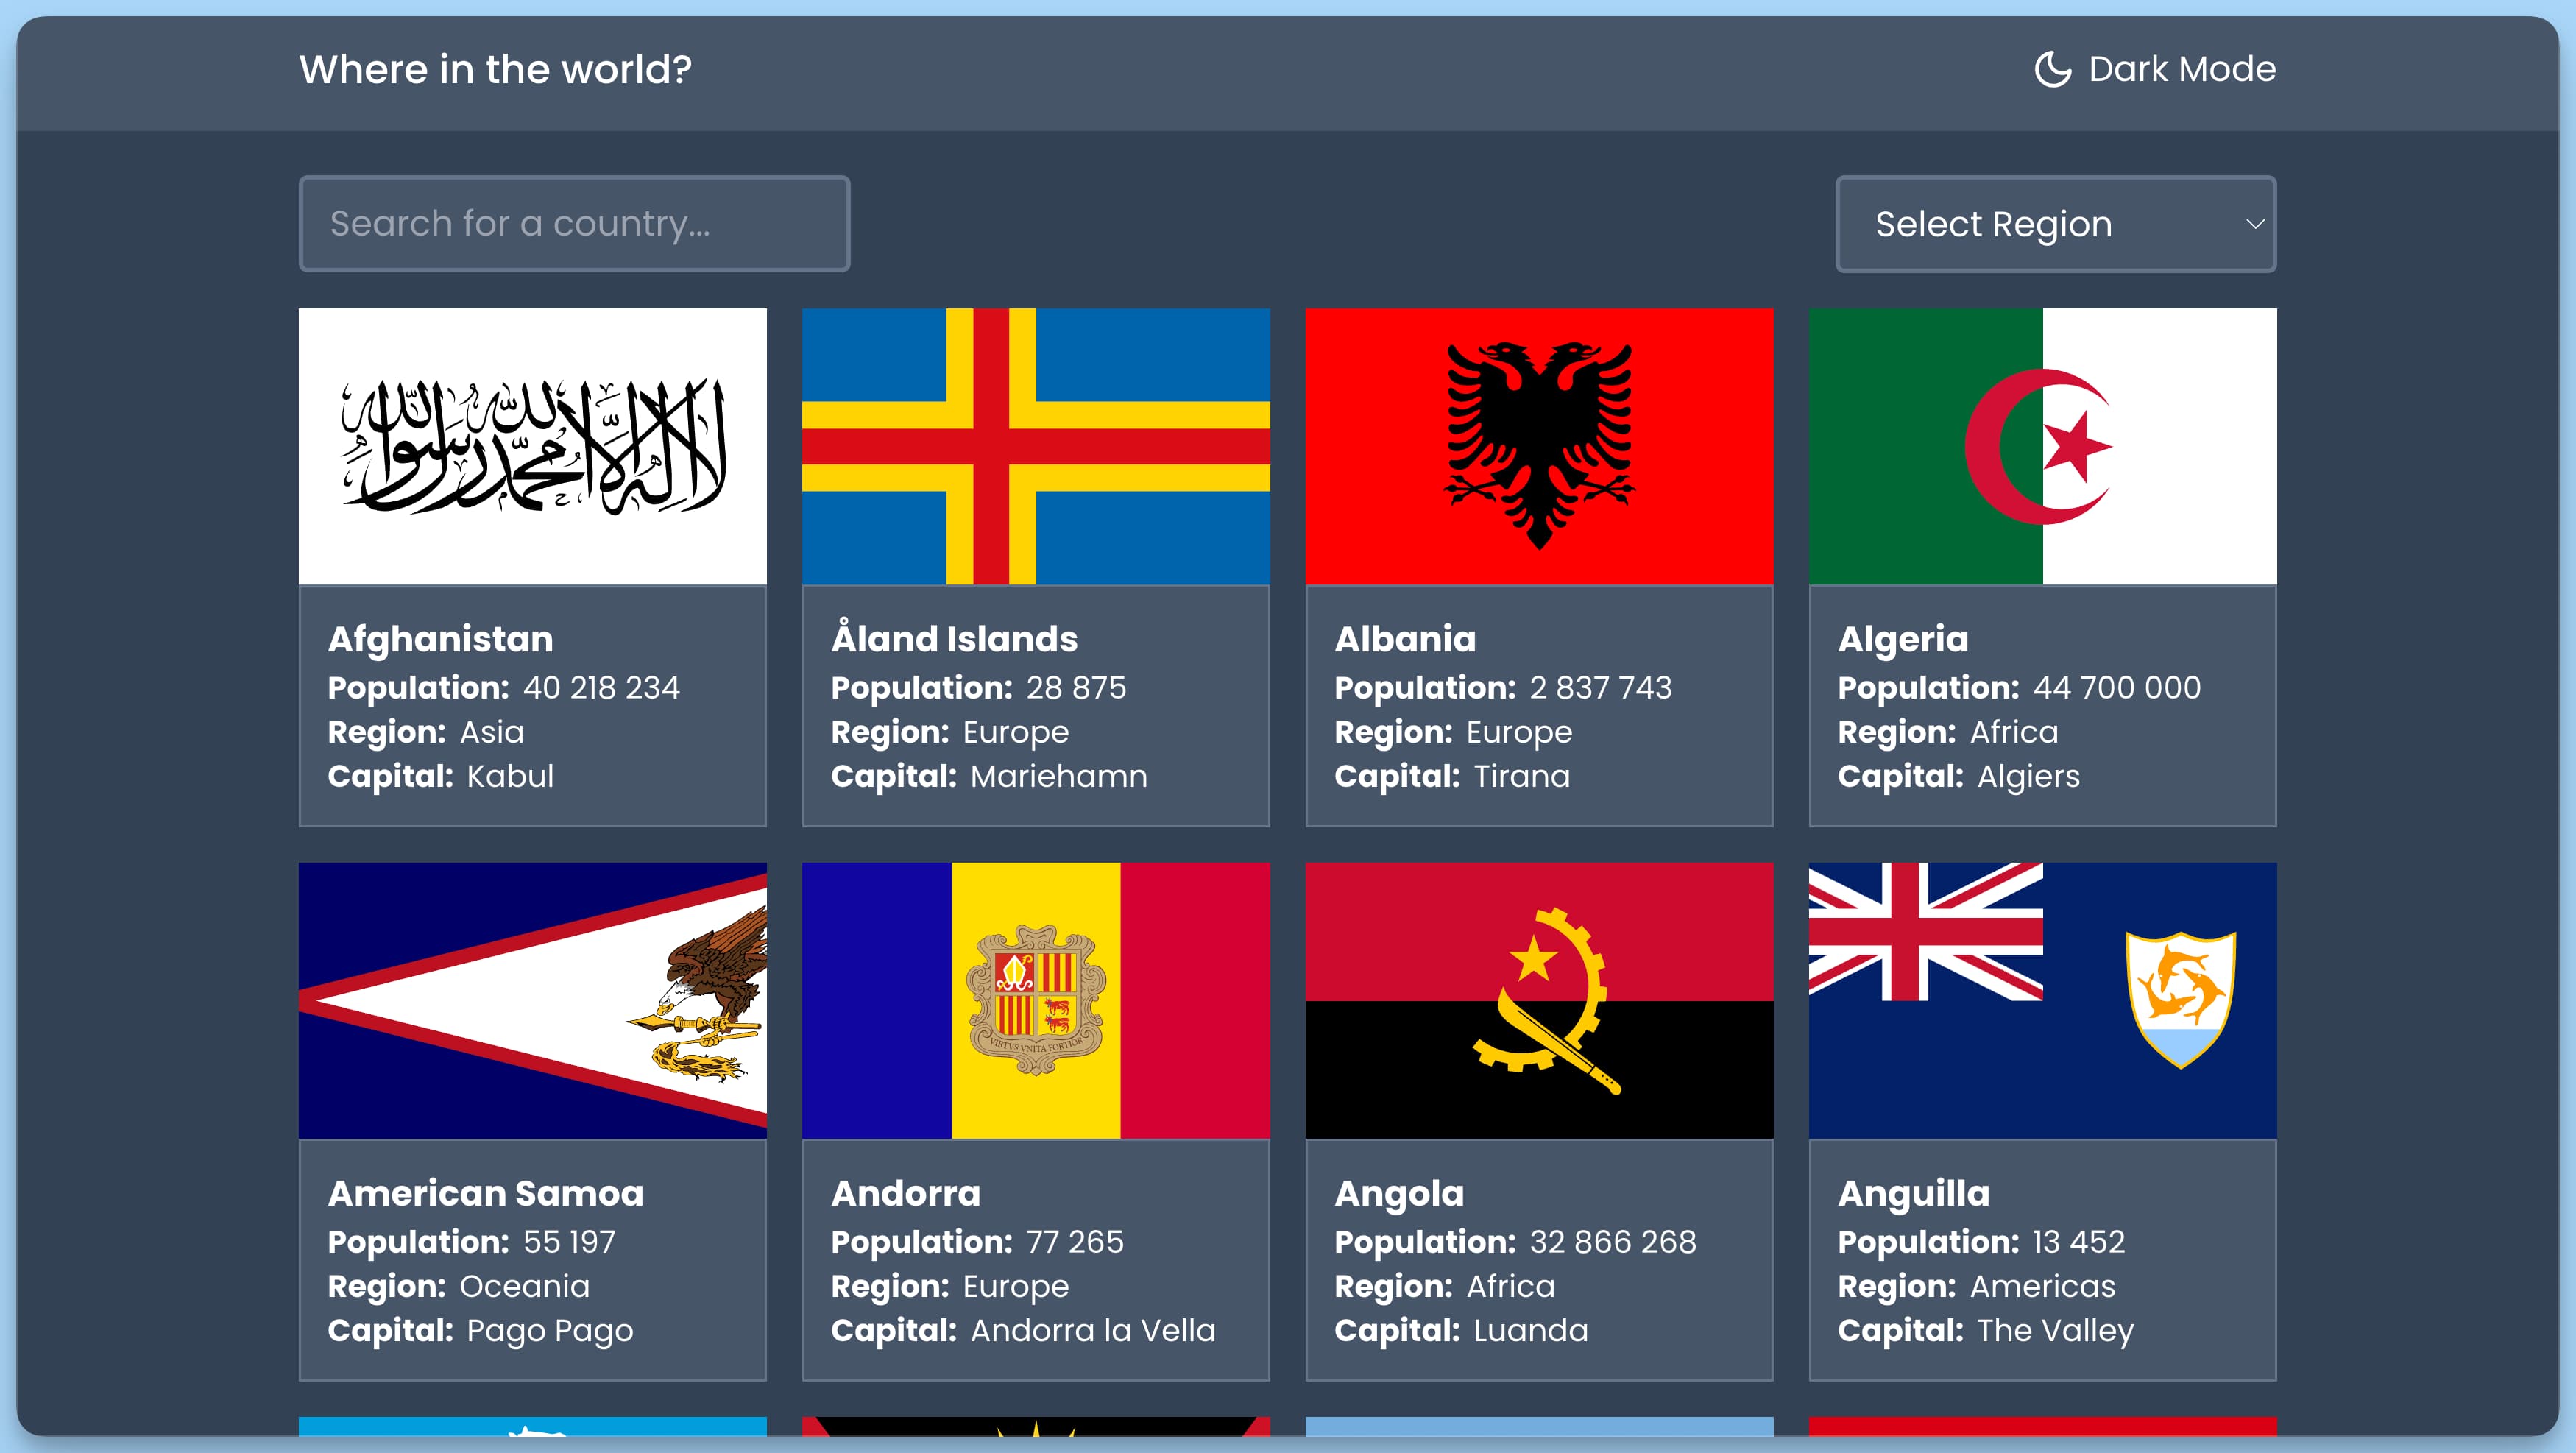 Where in the world?
Dark Mode
Search for a country...
Select Region
لا إله إلا الله محمد رسول الله
Afghanistan
Population: 40 218 234
Region: Asia
Capital: Kabul
Åland Islands
Population: 28 875
Region: Europe
Capital: Mariehamn
Albania
Population: 2 837 743
Region: Europe
Capital: Tirana
Algeria
Population: 44 700 000
Region: Africa
Capital: Algiers
VIRTVS VNITA FORTIOR
American Samoa
Population: 55 197
Region: Oceania
Capital: Pago Pago
Andorra
Population: 77 265
Region: Europe
Capital: Andorra la Vella
Angola
Population: 32 866 268
Region: Africa
Capital: Luanda
Anguilla
Population: 13 452
Region: Americas
Capital: The Valley